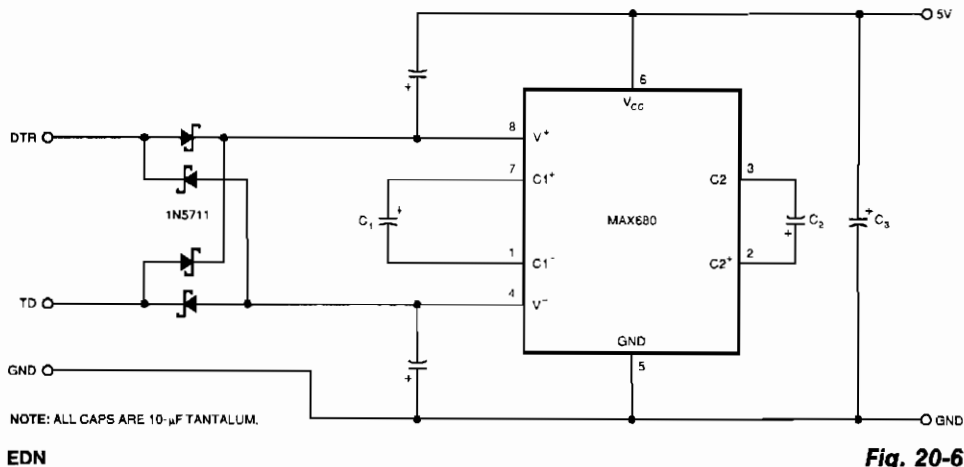 5V
6
V_CC
DTR
8
V⁺
7
C1⁺
C2
3
1N5711
C₁
MAX680
C₂
C₃
1
C1⁻
C2⁺
2
TD
4
V⁻
GND
5
GND
NOTE: ALL CAPS ARE 10-μF TANTALUM.
GND
EDN
Fig. 20-6